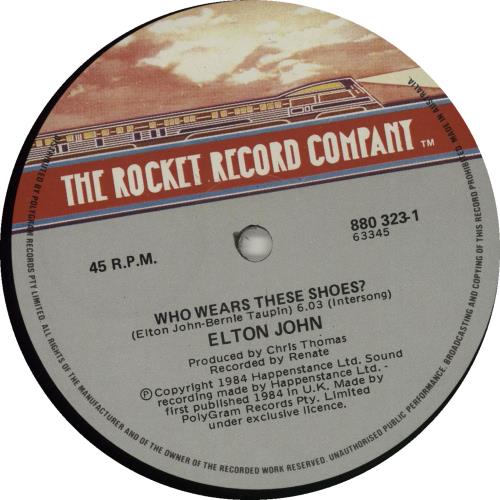 THE ROCKET RECORD COMPANY ™
45 R.P.M.
880 323-1
63345
WHO WEARS THESE SHOES?
(Elton John-Bernie Taupin) 6.03 (Intersong)
ELTON JOHN
Produced by Chris Thomas
Recorded by Renate
Ⓟ Copyright 1984 Happenstance Ltd. Sound
recording made by Happenstance Ltd. -
first published 1984 in U.K. Made by
PolyGram Records Pty. Limited
under exclusive licence.
DISTRIBUTED BY POLYGRAM RECORDS PTY LIMITED. ALL RIGHTS OF THE MANUFACTURER AND OF THE OWNER OF THE RECORDED WORK RESERVED. UNAUTHORISED PUBLIC PERFORMANCE, BROADCASTING AND COPYING OF THIS RECORD PROHIBITED. MADE IN AUSTRALIA.